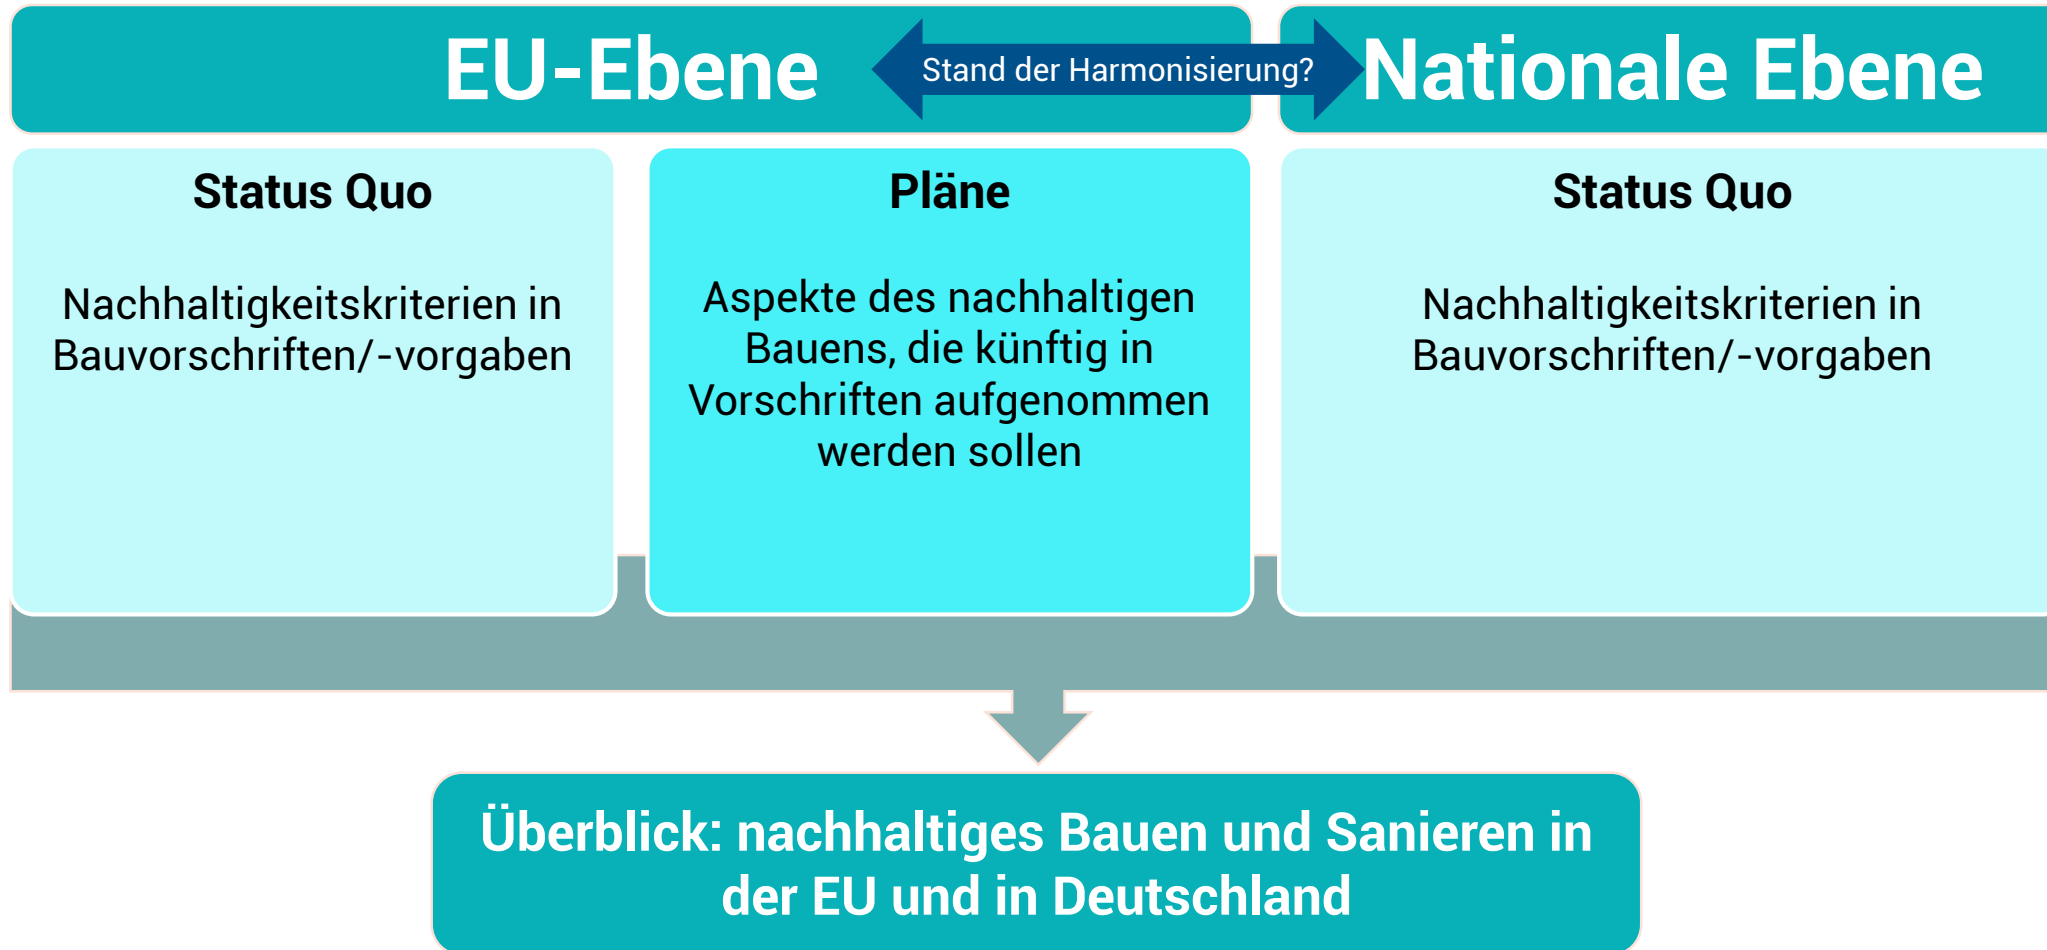 EU-Ebene
Stand der Harmonisierung?
Nationale Ebene
Status Quo
Nachhaltigkeitskriterien in
Bauvorschriften/-vorgaben
Pläne
Aspekte des nachhaltigen
Bauens, die künftig in
Vorschriften aufgenommen
werden sollen
Status Quo
Nachhaltigkeitskriterien in
Bauvorschriften/-vorgaben
Überblick: nachhaltiges Bauen und Sanieren in
der EU und in Deutschland